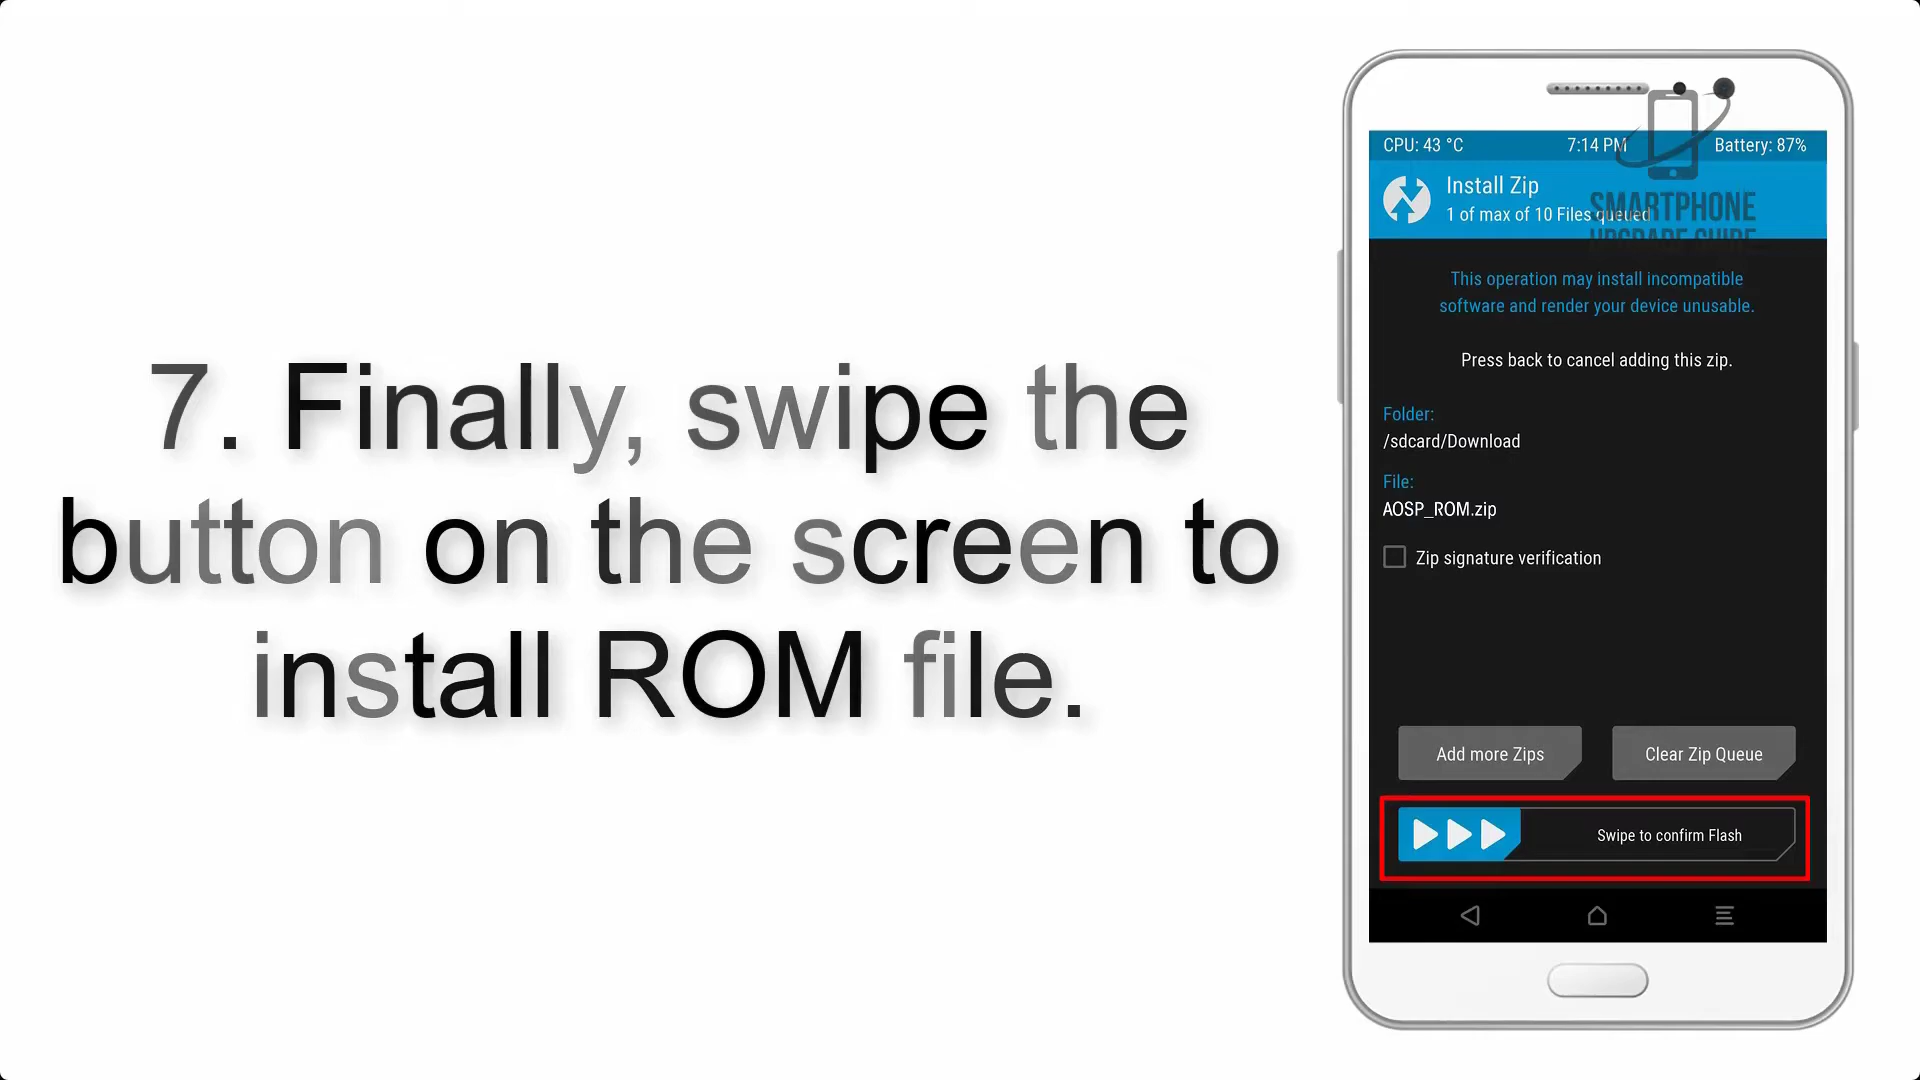 7. Finally, swipe the
button on the screen to
install ROM file.
CPU: 43 °C 7:14 PM Battery: 87%
Install Zip
1 of max of 10 Files queued
SMARTPHONE
UPGRADE GUIDE
This operation may install incompatible
software and render your device unusable.
Press back to cancel adding this zip.
Folder:
/sdcard/Download
File:
AOSP_ROM.zip
Zip signature verification
Add more Zips Clear Zip Queue
Swipe to confirm Flash